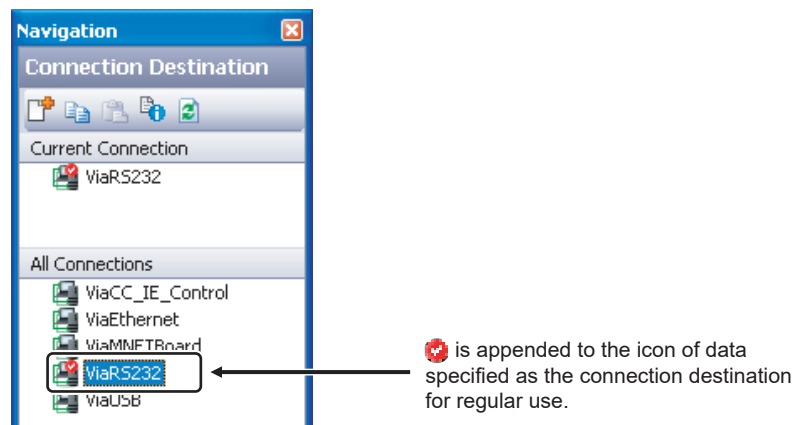 Navigation
Connection Destination
Current Connection
ViaRS232
All Connections
ViaCC_IE_Control
ViaEthernet
ViaMNETBoard
ViaRS232
ViaUSB
is appended to the icon of data
specified as the connection destination
for regular use.